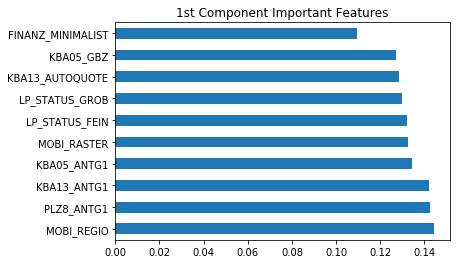 1st Component Important Features
FINANZ_MINIMALIST
KBA05_GBZ
KBA13_AUTOQUOTE
LP_STATUS_GROB
LP_STATUS_FEIN
MOBI_RASTER
KBA05_ANTG1
KBA13_ANTG1
PLZ8_ANTG1
MOBI_REGIO
0.00 0.02 0.04 0.06 0.08 0.10 0.12 0.14